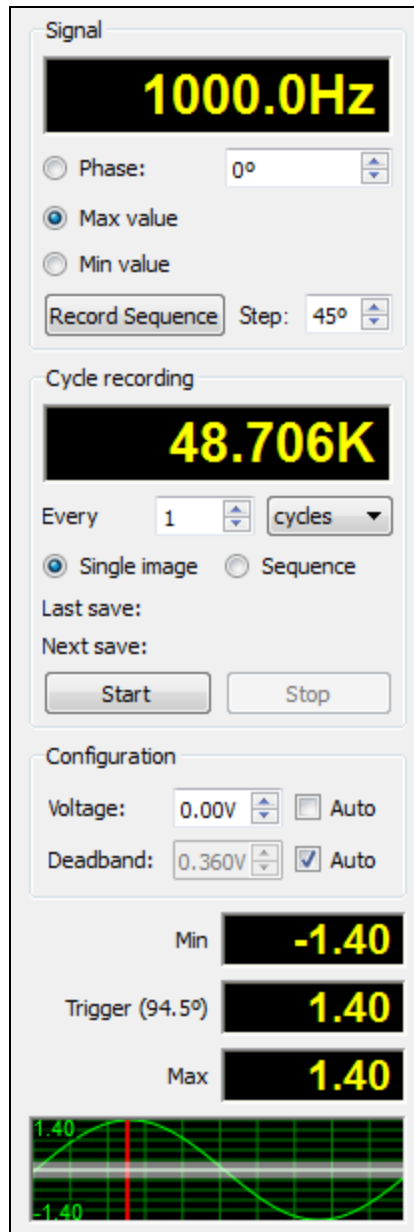 Signal
1000.0Hz
Phase: 0º
Max value
Min value
Record Sequence Step: 45º
Cycle recording
48.706K
Every 1 cycles
Single image Sequence
Last save:
Next save:
Start Stop
Configuration
Voltage: 0.00V Auto
Deadband: 0.360V Auto
Min -1.40
Trigger (94.5º) 1.40
Max 1.40
1.40
-1.40